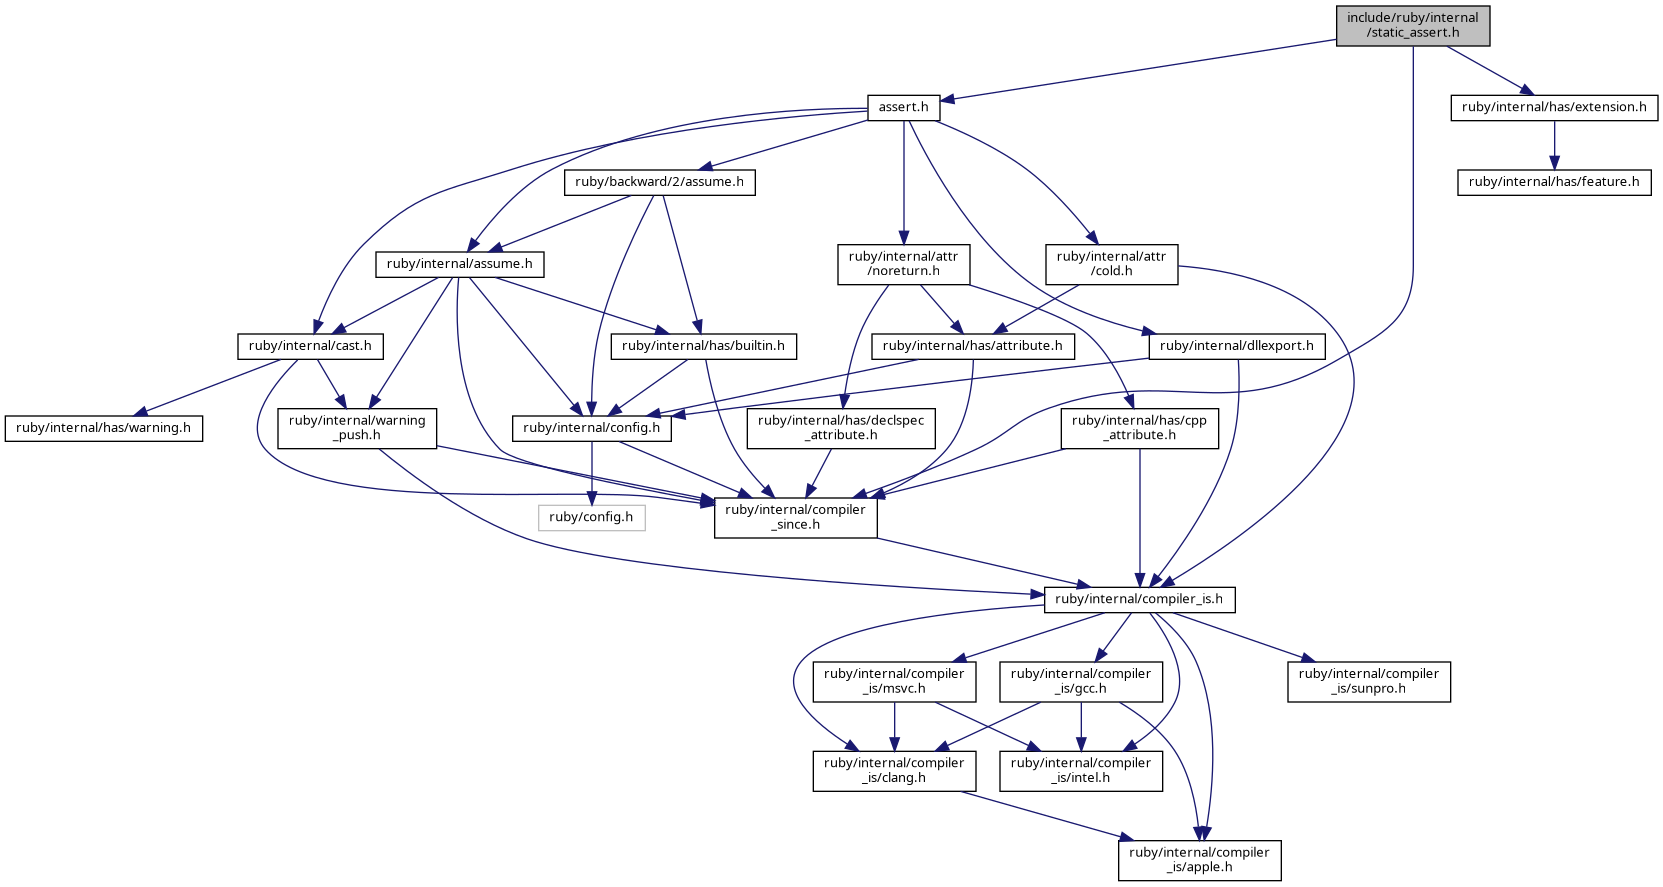 include/ruby/internal
/static_assert.h
assert.h
ruby/internal/has/extension.h
ruby/backward/2/assume.h
ruby/internal/has/feature.h
ruby/internal/assume.h
ruby/internal/attr
/noreturn.h
ruby/internal/attr
/cold.h
ruby/internal/cast.h
ruby/internal/has/builtin.h
ruby/internal/has/attribute.h
ruby/internal/dllexport.h
ruby/internal/has/warning.h
ruby/internal/warning
_push.h
ruby/internal/config.h
ruby/internal/has/declspec
_attribute.h
ruby/internal/has/cpp
_attribute.h
ruby/config.h
ruby/internal/compiler
_since.h
ruby/internal/compiler_is.h
ruby/internal/compiler
_is/msvc.h
ruby/internal/compiler
_is/gcc.h
ruby/internal/compiler
_is/sunpro.h
ruby/internal/compiler
_is/clang.h
ruby/internal/compiler
_is/intel.h
ruby/internal/compiler
_is/apple.h